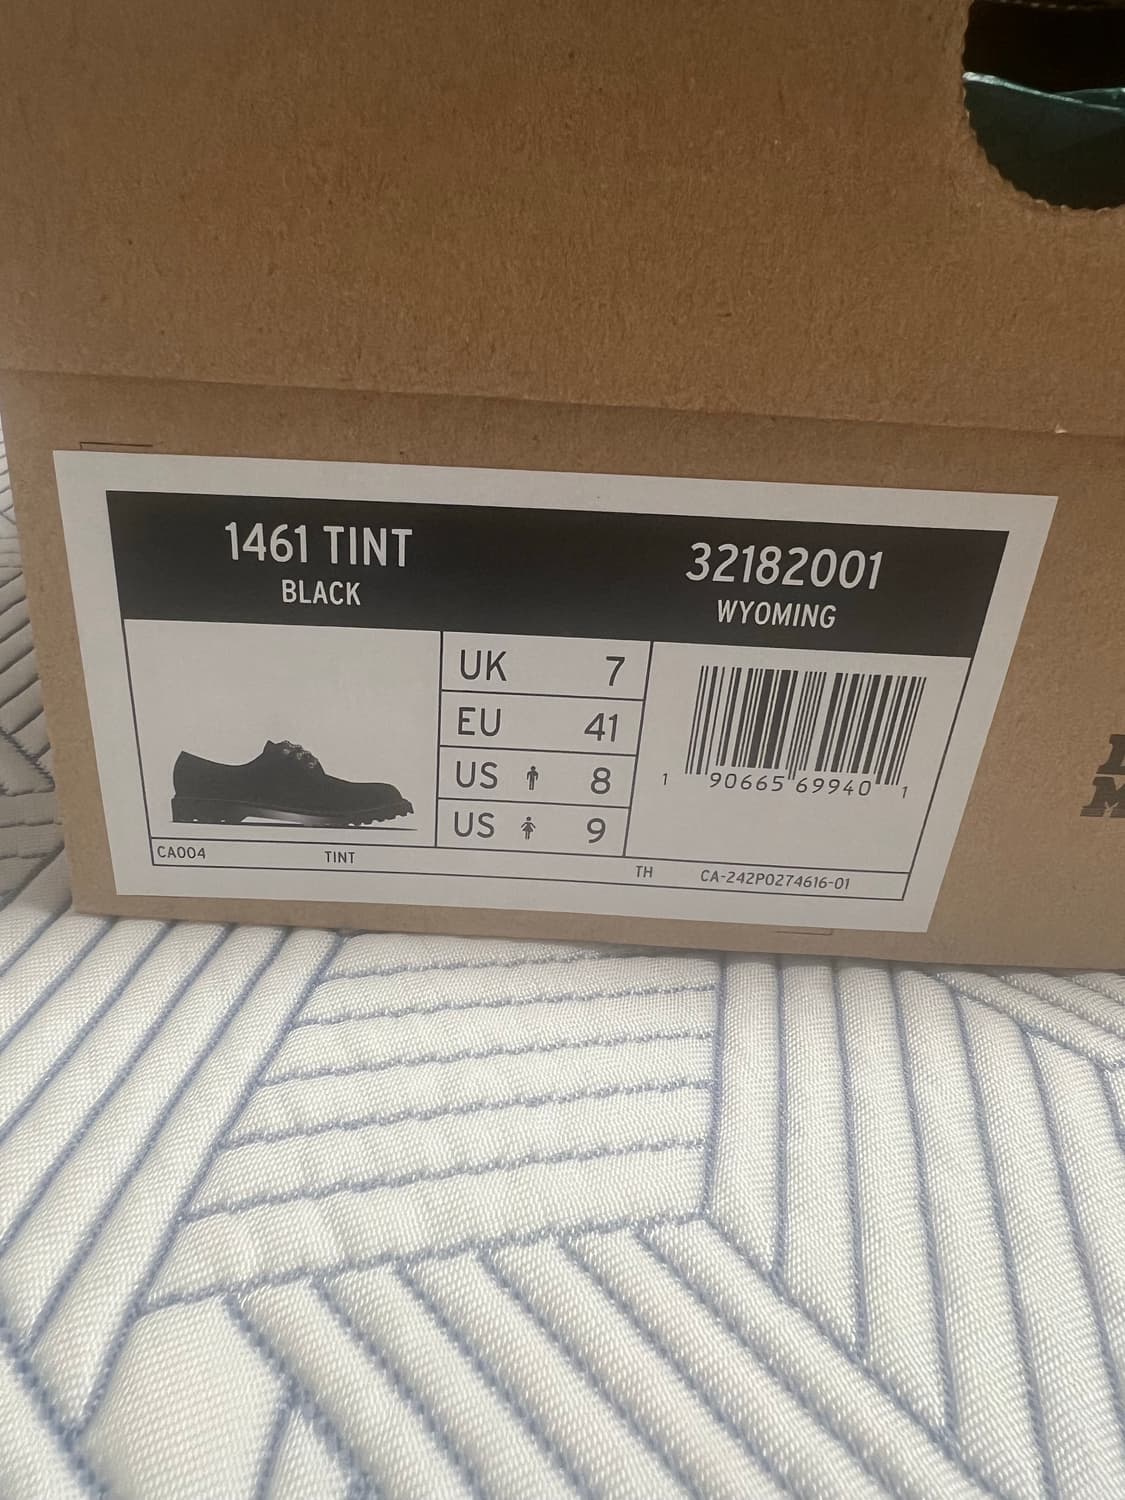 1461 TINT
BLACK
32182001
WYOMING
UK 7
EU 41
US 8
US 9
1 90665 69940 1
CA004 TINT TH CA-242P0274616-01